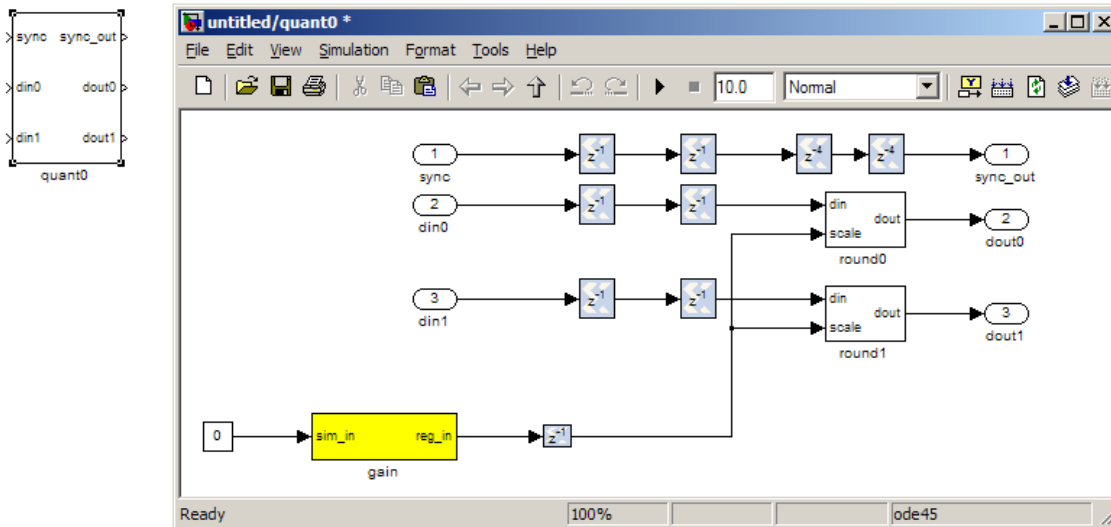 sync sync_out
din0 dout0
din1 dout1
quant0
untitled/quant0 *
File Edit View Simulation Format Tools Help
10.0 Normal
1 z⁻¹ z⁻¹ z⁻⁴ z⁻⁴ 1
sync sync_out
2 z⁻¹ z⁻¹ din dout scale 2
din0 round0 dout0
3 z⁻¹ z⁻¹ din dout scale 3
din1 round1 dout1
0 sim_in reg_in z⁻¹
gain
Ready 100% ode45